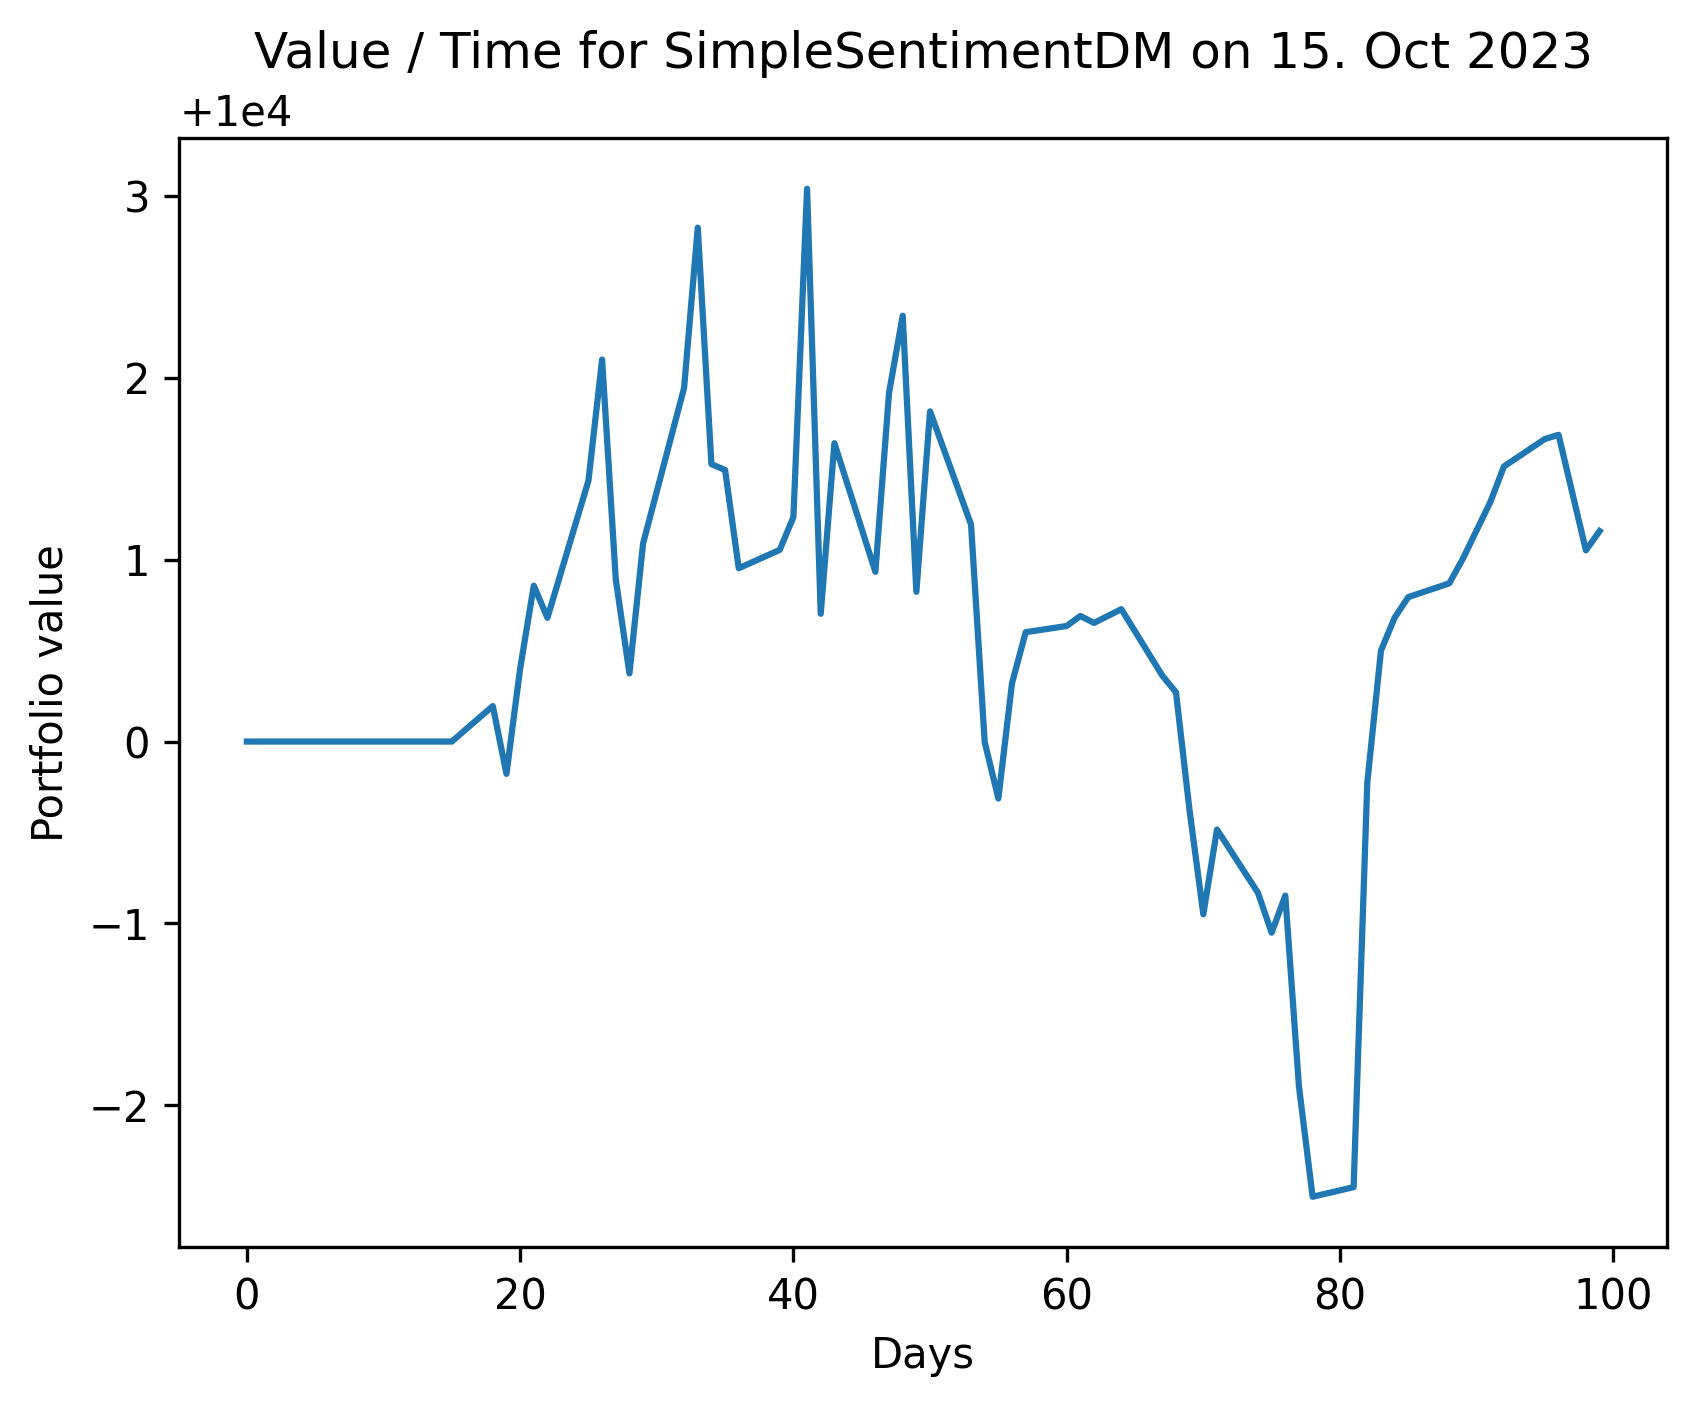 Value / Time for SimpleSentimentDM on 15. Oct 2023
+1e4
3
2
1
0
−1
−2
Portfolio value
0 20 40 60 80 100
Days